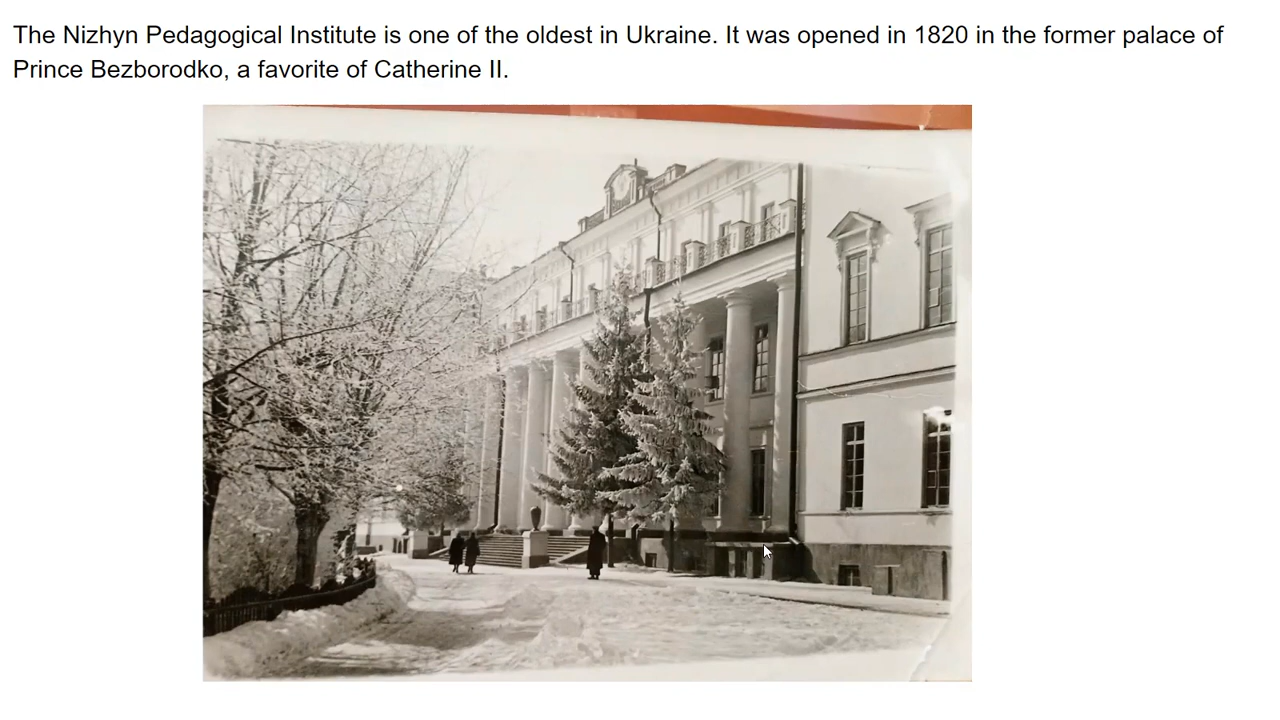 The Nizhyn Pedagogical Institute is one of the oldest in Ukraine. It was opened in 1820 in the former palace of
Prince Bezborodko, a favorite of Catherine II.